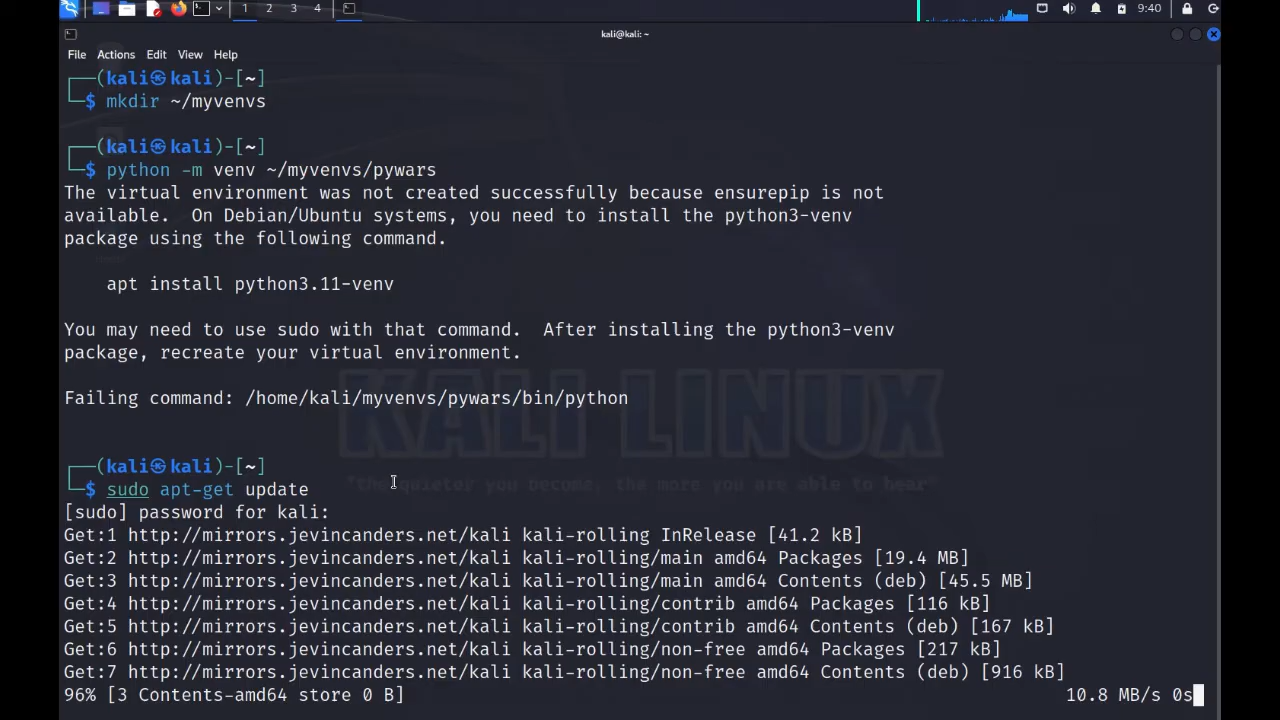 1 2 3 4 9:40
kali@kali: ~
File Actions Edit View Help
┌──(kali㉿kali)-[~]
└─$ mkdir ~/myvenvs
┌──(kali㉿kali)-[~]
└─$ python -m venv ~/myvenvs/pywars
The virtual environment was not created successfully because ensurepip is not
available.  On Debian/Ubuntu systems, you need to install the python3-venv
package using the following command.
apt install python3.11-venv
You may need to use sudo with that command.  After installing the python3-venv
package, recreate your virtual environment.
Failing command: /home/kali/myvenvs/pywars/bin/python
KALI LINUX
┌──(kali㉿kali)-[~]
"the quieter you become, the more you are able to hear"
└─$ sudo apt-get update
[sudo] password for kali:
Get:1 http://mirrors.jevincanders.net/kali kali-rolling InRelease [41.2 kB]
Get:2 http://mirrors.jevincanders.net/kali kali-rolling/main amd64 Packages [19.4 MB]
Get:3 http://mirrors.jevincanders.net/kali kali-rolling/main amd64 Contents (deb) [45.5 MB]
Get:4 http://mirrors.jevincanders.net/kali kali-rolling/contrib amd64 Packages [116 kB]
Get:5 http://mirrors.jevincanders.net/kali kali-rolling/contrib amd64 Contents (deb) [167 kB]
Get:6 http://mirrors.jevincanders.net/kali kali-rolling/non-free amd64 Packages [217 kB]
Get:7 http://mirrors.jevincanders.net/kali kali-rolling/non-free amd64 Contents (deb) [916 kB]
96% [3 Contents-amd64 store 0 B] 10.8 MB/s 0s